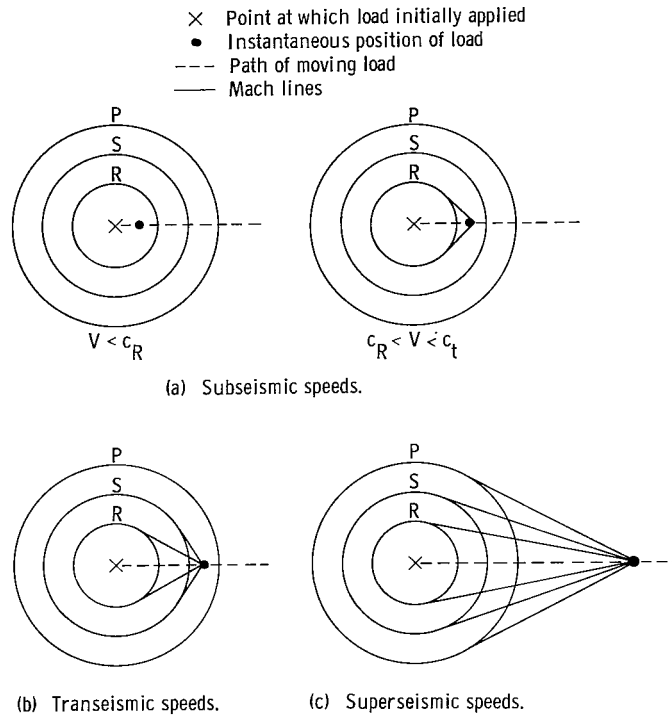 Point at which load initially applied
Instantaneous position of load
Path of moving load
Mach lines
P
S
R
V < c_R
P
S
R
c_R < V < c_t
(a) Subseismic speeds.
P
S
R
P
S
R
(b) Transeismic speeds.
(c) Superseismic speeds.